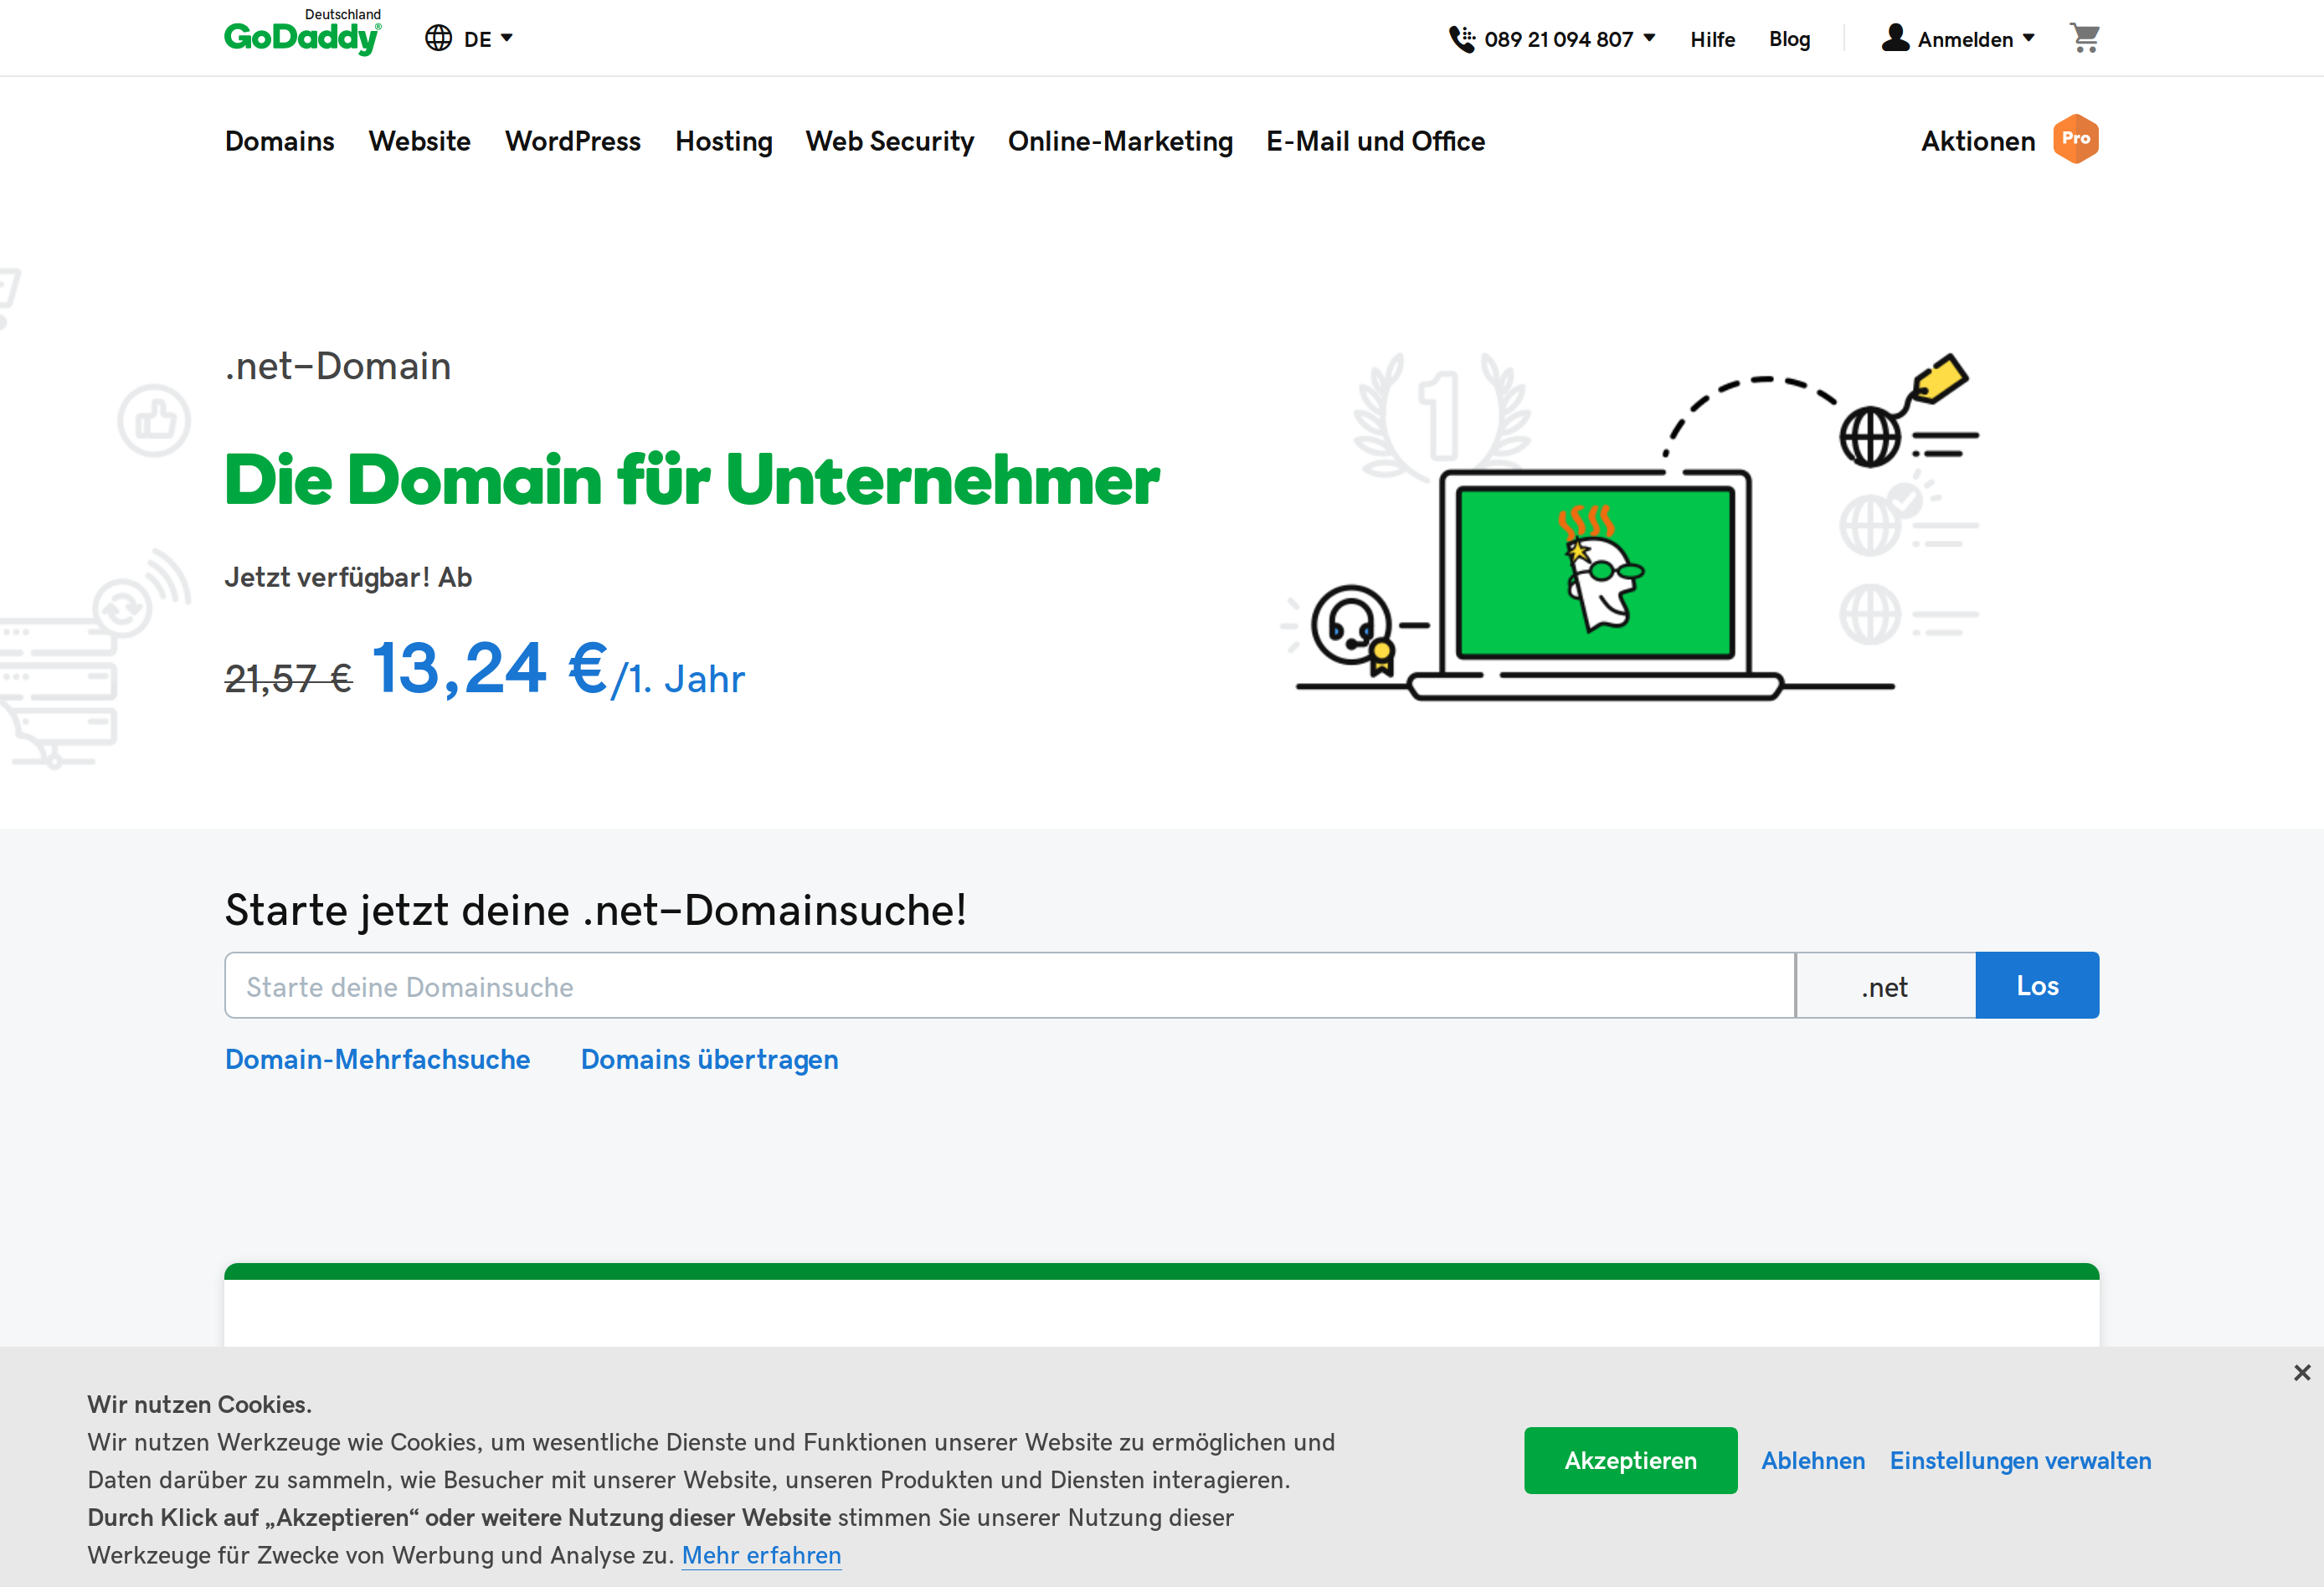 Deutschland
GoDaddy®
DE
089 21 094 807
Hilfe
Blog
Anmelden
Domains
Website
WordPress
Hosting
Web Security
Online-Marketing
E-Mail und Office
Aktionen
Pro
.net-Domain
Die Domain für Unternehmer
Jetzt verfügbar! Ab
21,57 € 13,24 €/1. Jahr
1
Starte jetzt deine .net-Domainsuche!
Starte deine Domainsuche
.net
Los
Domain-Mehrfachsuche
Domains übertragen
Wir nutzen Cookies.
Wir nutzen Werkzeuge wie Cookies, um wesentliche Dienste und Funktionen unserer Website zu ermöglichen und
Daten darüber zu sammeln, wie Besucher mit unserer Website, unseren Produkten und Diensten interagieren.
Durch Klick auf „Akzeptieren“ oder weitere Nutzung dieser Website stimmen Sie unserer Nutzung dieser
Werkzeuge für Zwecke von Werbung und Analyse zu. Mehr erfahren
Akzeptieren
Ablehnen
Einstellungen verwalten